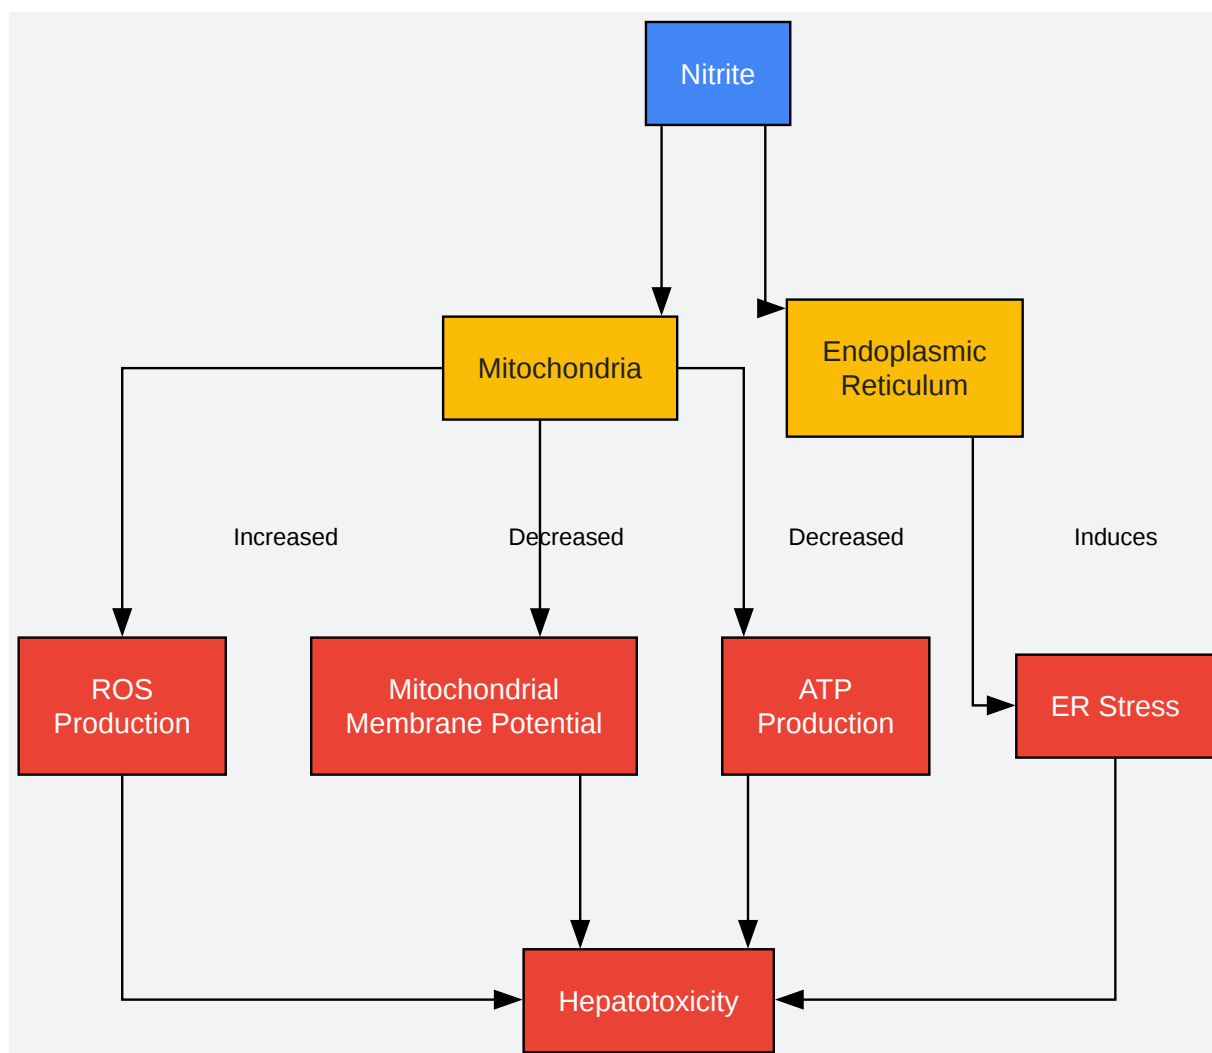 Nitrite
Endoplasmic
Reticulum
Mitochondria
Increased
Decreased
Decreased
Induces
ROS
Production
Mitochondrial
Membrane Potential
ATP
Production
ER Stress
Hepatotoxicity